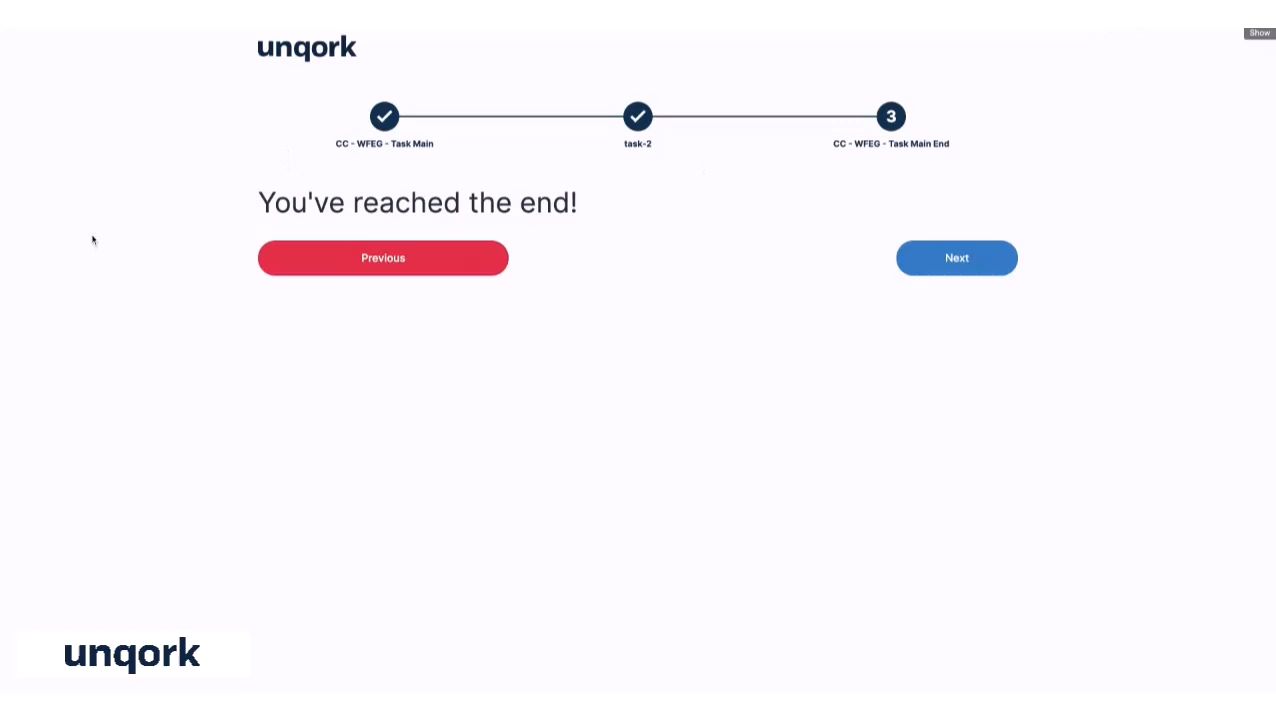 Show
unqork
3
CC - WFEG - Task Main
task-2
CC - WFEG - Task Main End
You've reached the end!
Previous
Next
unqork